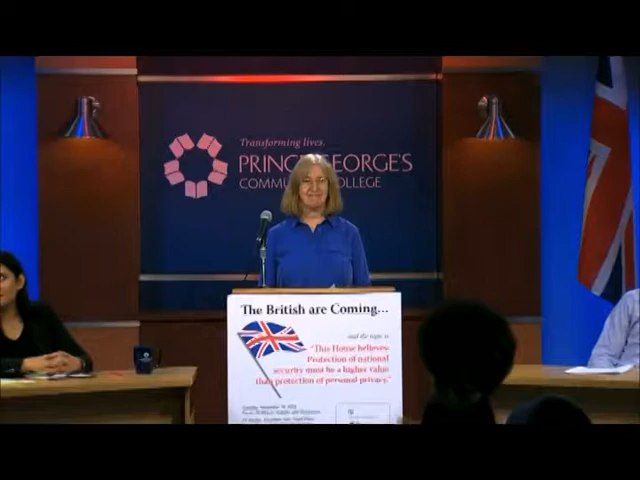 Transforming lives.
PRINCE GEORGE'S
COMMUNITY COLLEGE
The British are Coming...
and the topic is
"This House believes:
Protection of national
security must be a higher value
than protection of personal privacy."